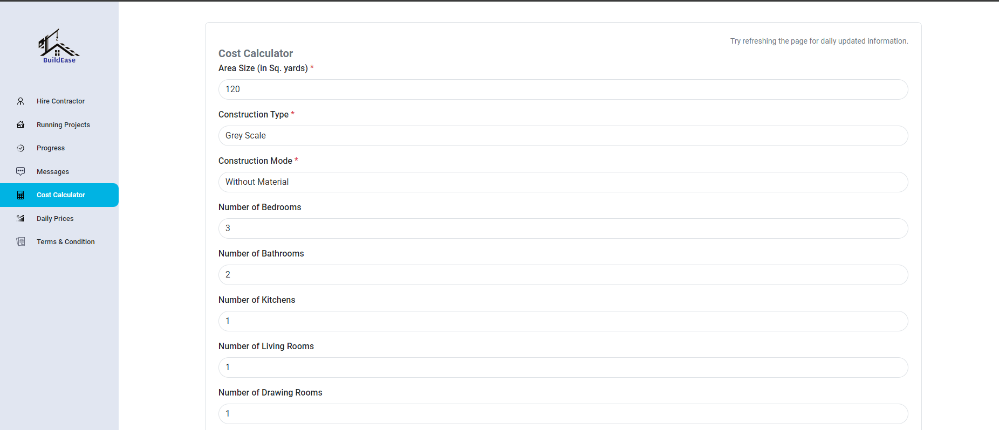 BuildEase
Hire Contractor
Running Projects
Progress
Messages
Cost Calculator
Daily Prices
Terms & Condition
Try refreshing the page for daily updated information.
Cost Calculator
Area Size (in Sq. yards) *
120
Construction Type *
Grey Scale
Construction Mode *
Without Material
Number of Bedrooms
3
Number of Bathrooms
2
Number of Kitchens
1
Number of Living Rooms
1
Number of Drawing Rooms
1